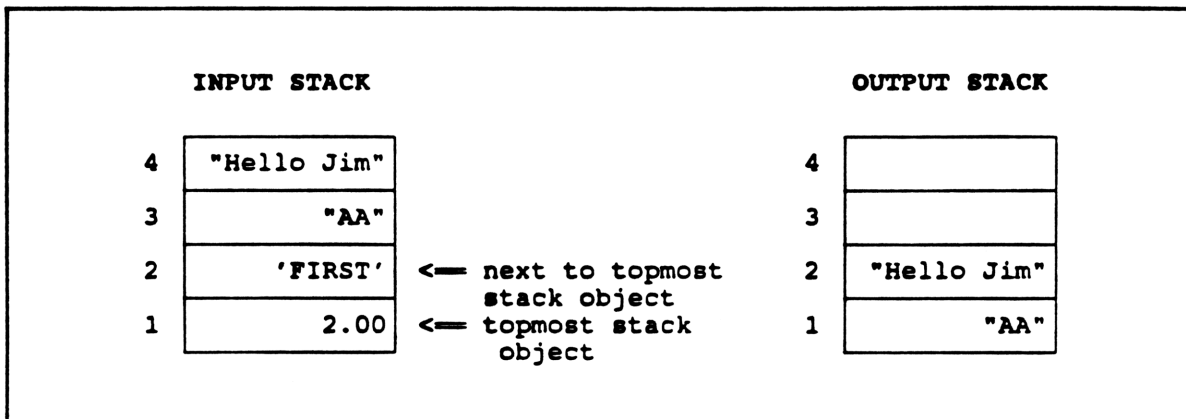 INPUT STACK OUTPUT STACK
4 "Hello Jim" 4
3 "AA" 3
2 'FIRST' <== next to topmost 2 "Hello Jim"
stack object
1 2.00 <== topmost stack 1 "AA"
object